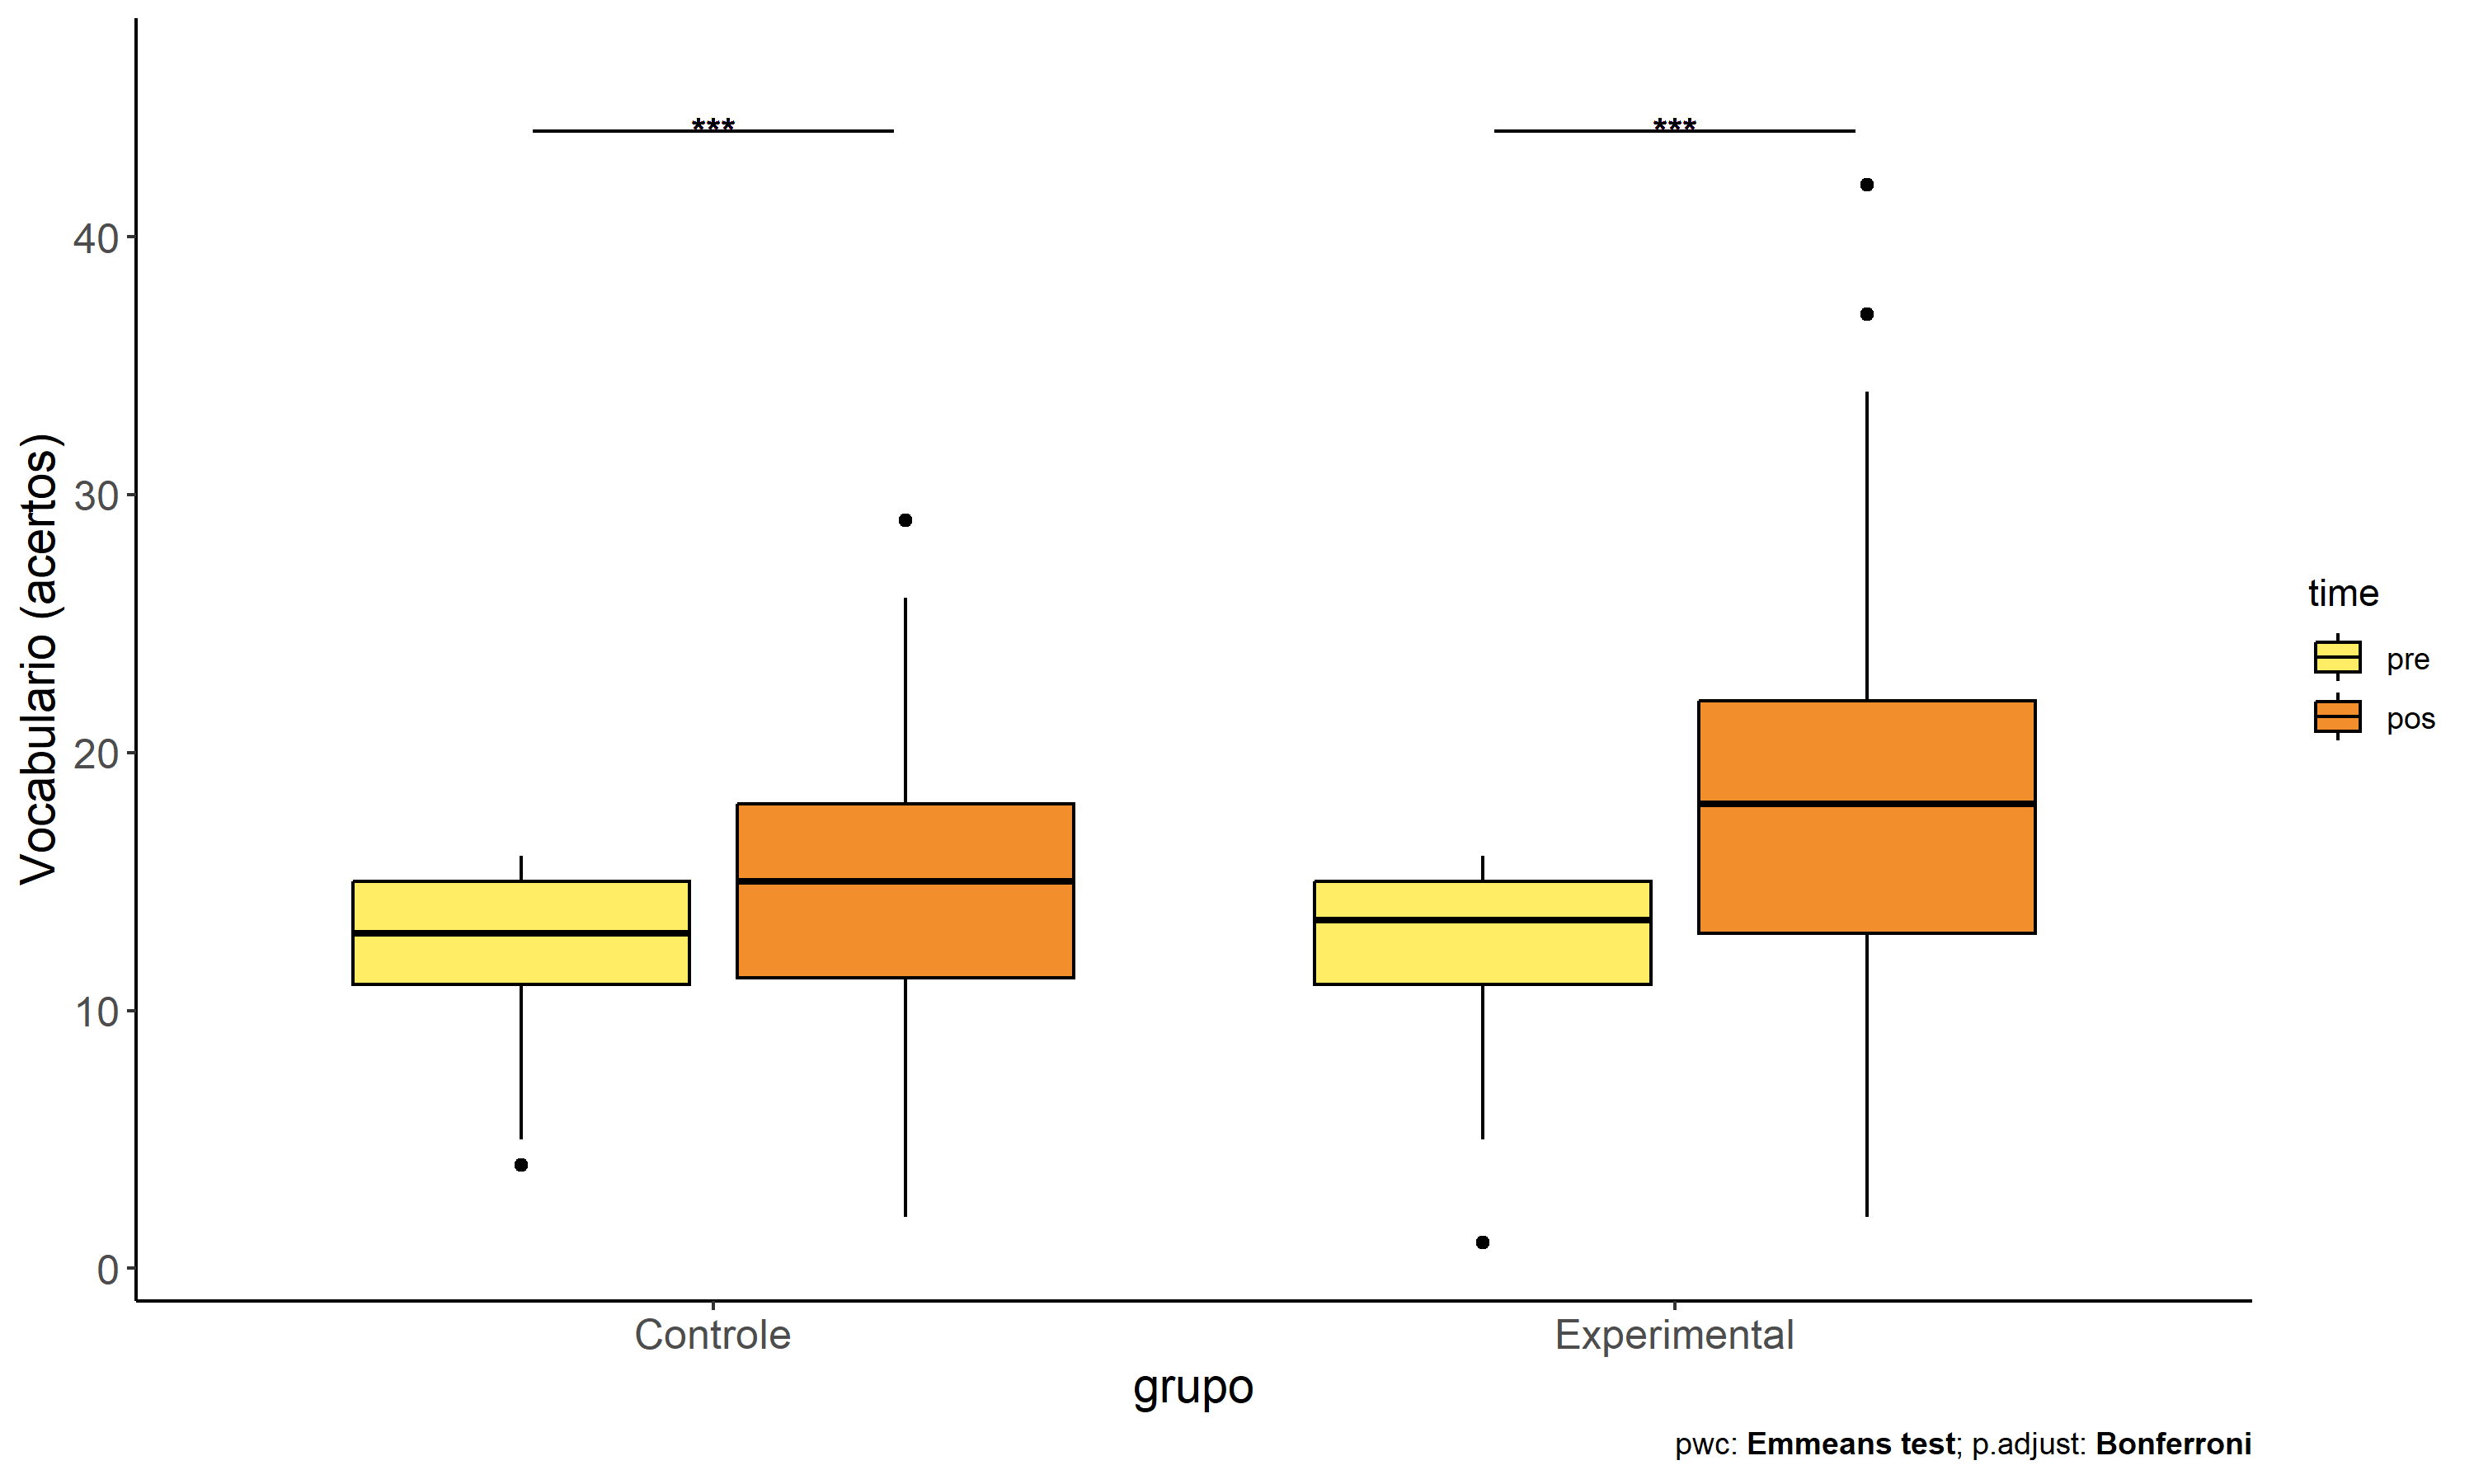 ***
***
40
30
20
10
0
Vocabulario (acertos)
Controle
Experimental
grupo
time
pre
pos
pwc: Emmeans test; p.adjust: Bonferroni